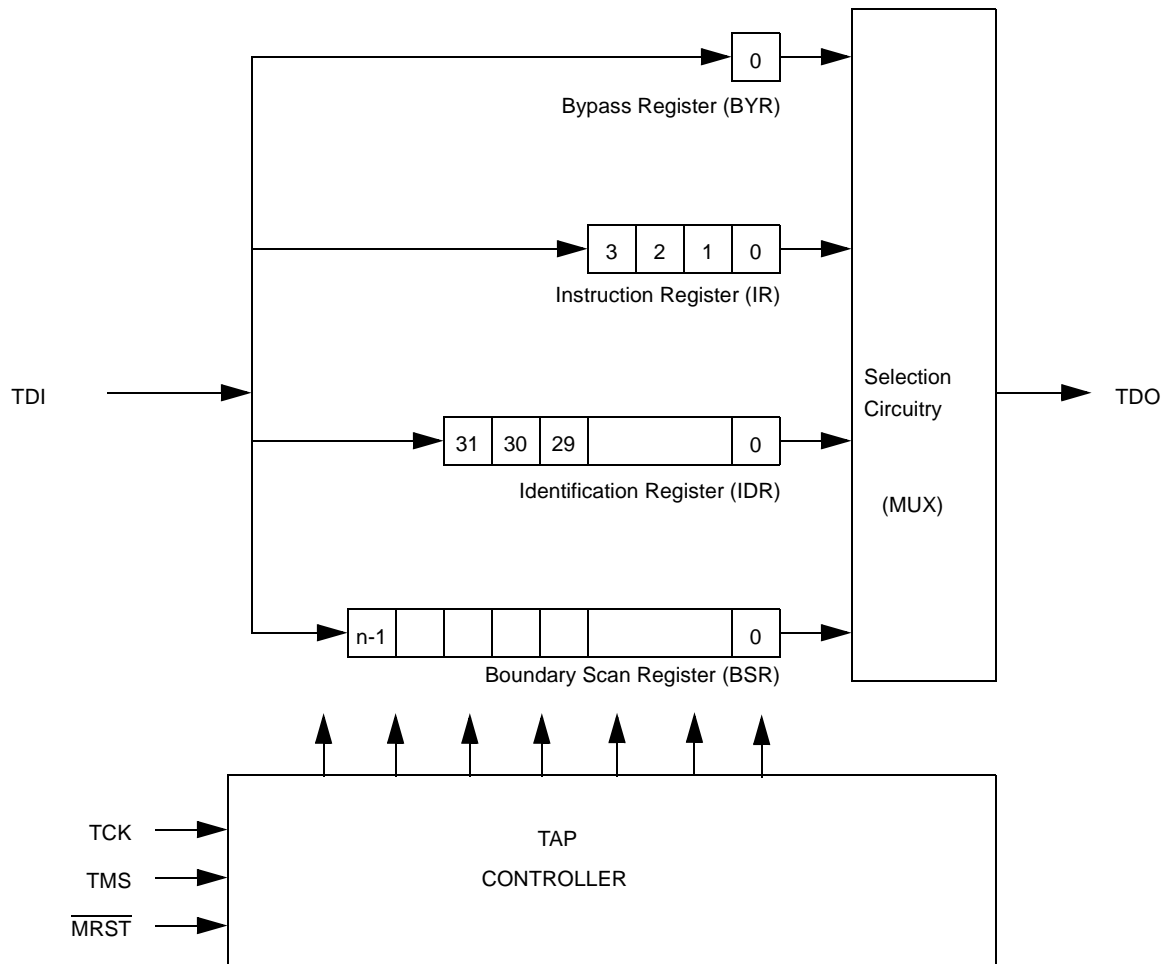 0
Bypass Register (BYR)
3 2 1 0
Instruction Register (IR)
TDI
Selection
Circuitry
(MUX)
TDO
31 30 29 0
Identification Register (IDR)
n-1 0
Boundary Scan Register (BSR)
TCK
TMS
MRST
TAP
CONTROLLER